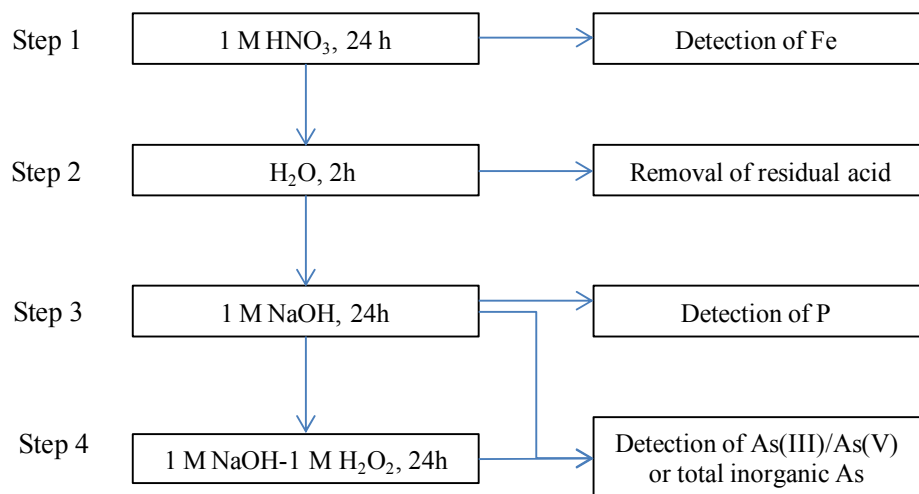 Step 1
1 M HNO₃, 24 h
Detection of Fe
Step 2
H₂O, 2h
Removal of residual acid
Step 3
1 M NaOH, 24h
Detection of P
Step 4
1 M NaOH-1 M H₂O₂, 24h
Detection of As(III)/As(V)
or total inorganic As